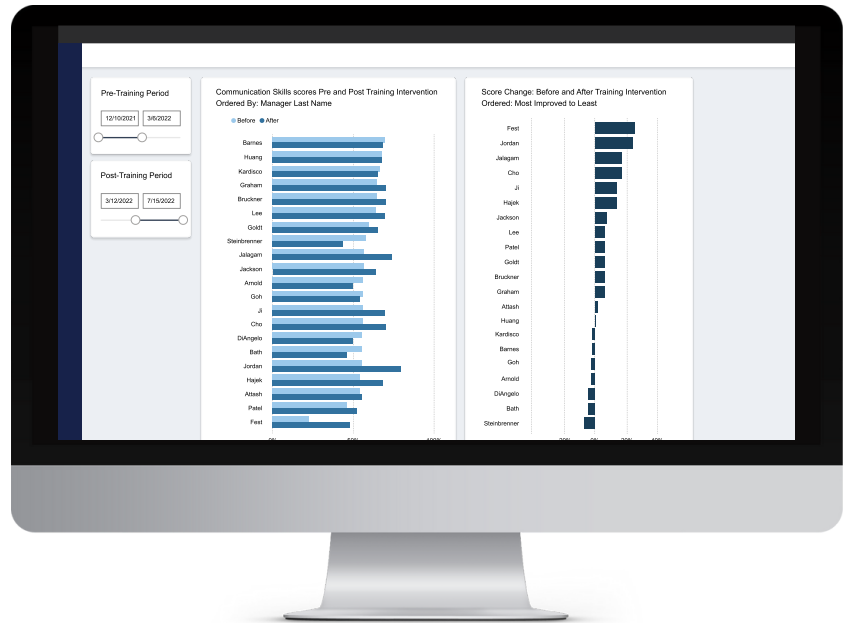 Pre-Training Period
12/10/2021
3/6/2022
Post-Training Period
3/12/2022
7/15/2022
Communication Skills scores Pre and Post Training Intervention
Ordered By: Manager Last Name
Before
After
Barnes
Huang
Kardisco
Graham
Bruckner
Lee
Goldt
Steinbrenner
Jalagam
Jackson
Arnold
Goh
Ji
Cho
DiAngelo
Bath
Jordan
Hajek
Attash
Patel
Fest
Score Change: Before and After Training Intervention
Ordered: Most Improved to Least
Fest
Jordan
Jalagam
Cho
Ji
Hajek
Jackson
Lee
Patel
Goldt
Bruckner
Graham
Attash
Huang
Kardisco
Barnes
Goh
Arnold
DiAngelo
Bath
Steinbrenner